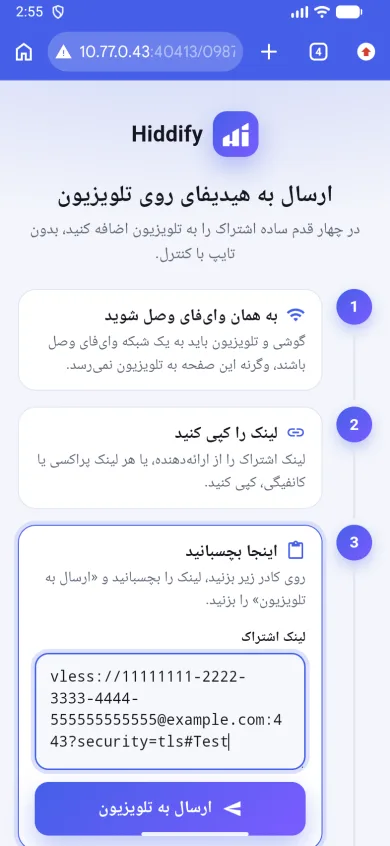 2:55
10.77.0.43:40413/0987
4
Hiddify
ارسال به هیدیفای روی تلویزیون
در چهار قدم ساده اشتراک را به تلویزیون اضافه کنید، بدون
تایپ با کنترل.
1
به همان وای‌فای وصل شوید
گوشی و تلویزیون باید به یک شبکه وای‌فای وصل
باشند، وگرنه این صفحه به تلویزیون نمی‌رسد.
2
لینک را کپی کنید
لینک اشتراک را از ارائه‌دهنده، یا هر لینک پراکسی یا
کانفیگی، کپی کنید.
3
اینجا بچسبانید
روی کادر زیر بزنید، لینک را بچسبانید و «ارسال به
تلویزیون» را بزنید.
لینک اشتراک
vless://11111111-2222-
3333-4444-
555555555555@example.com:4
43?security=tls#Test
ارسال به تلویزیون